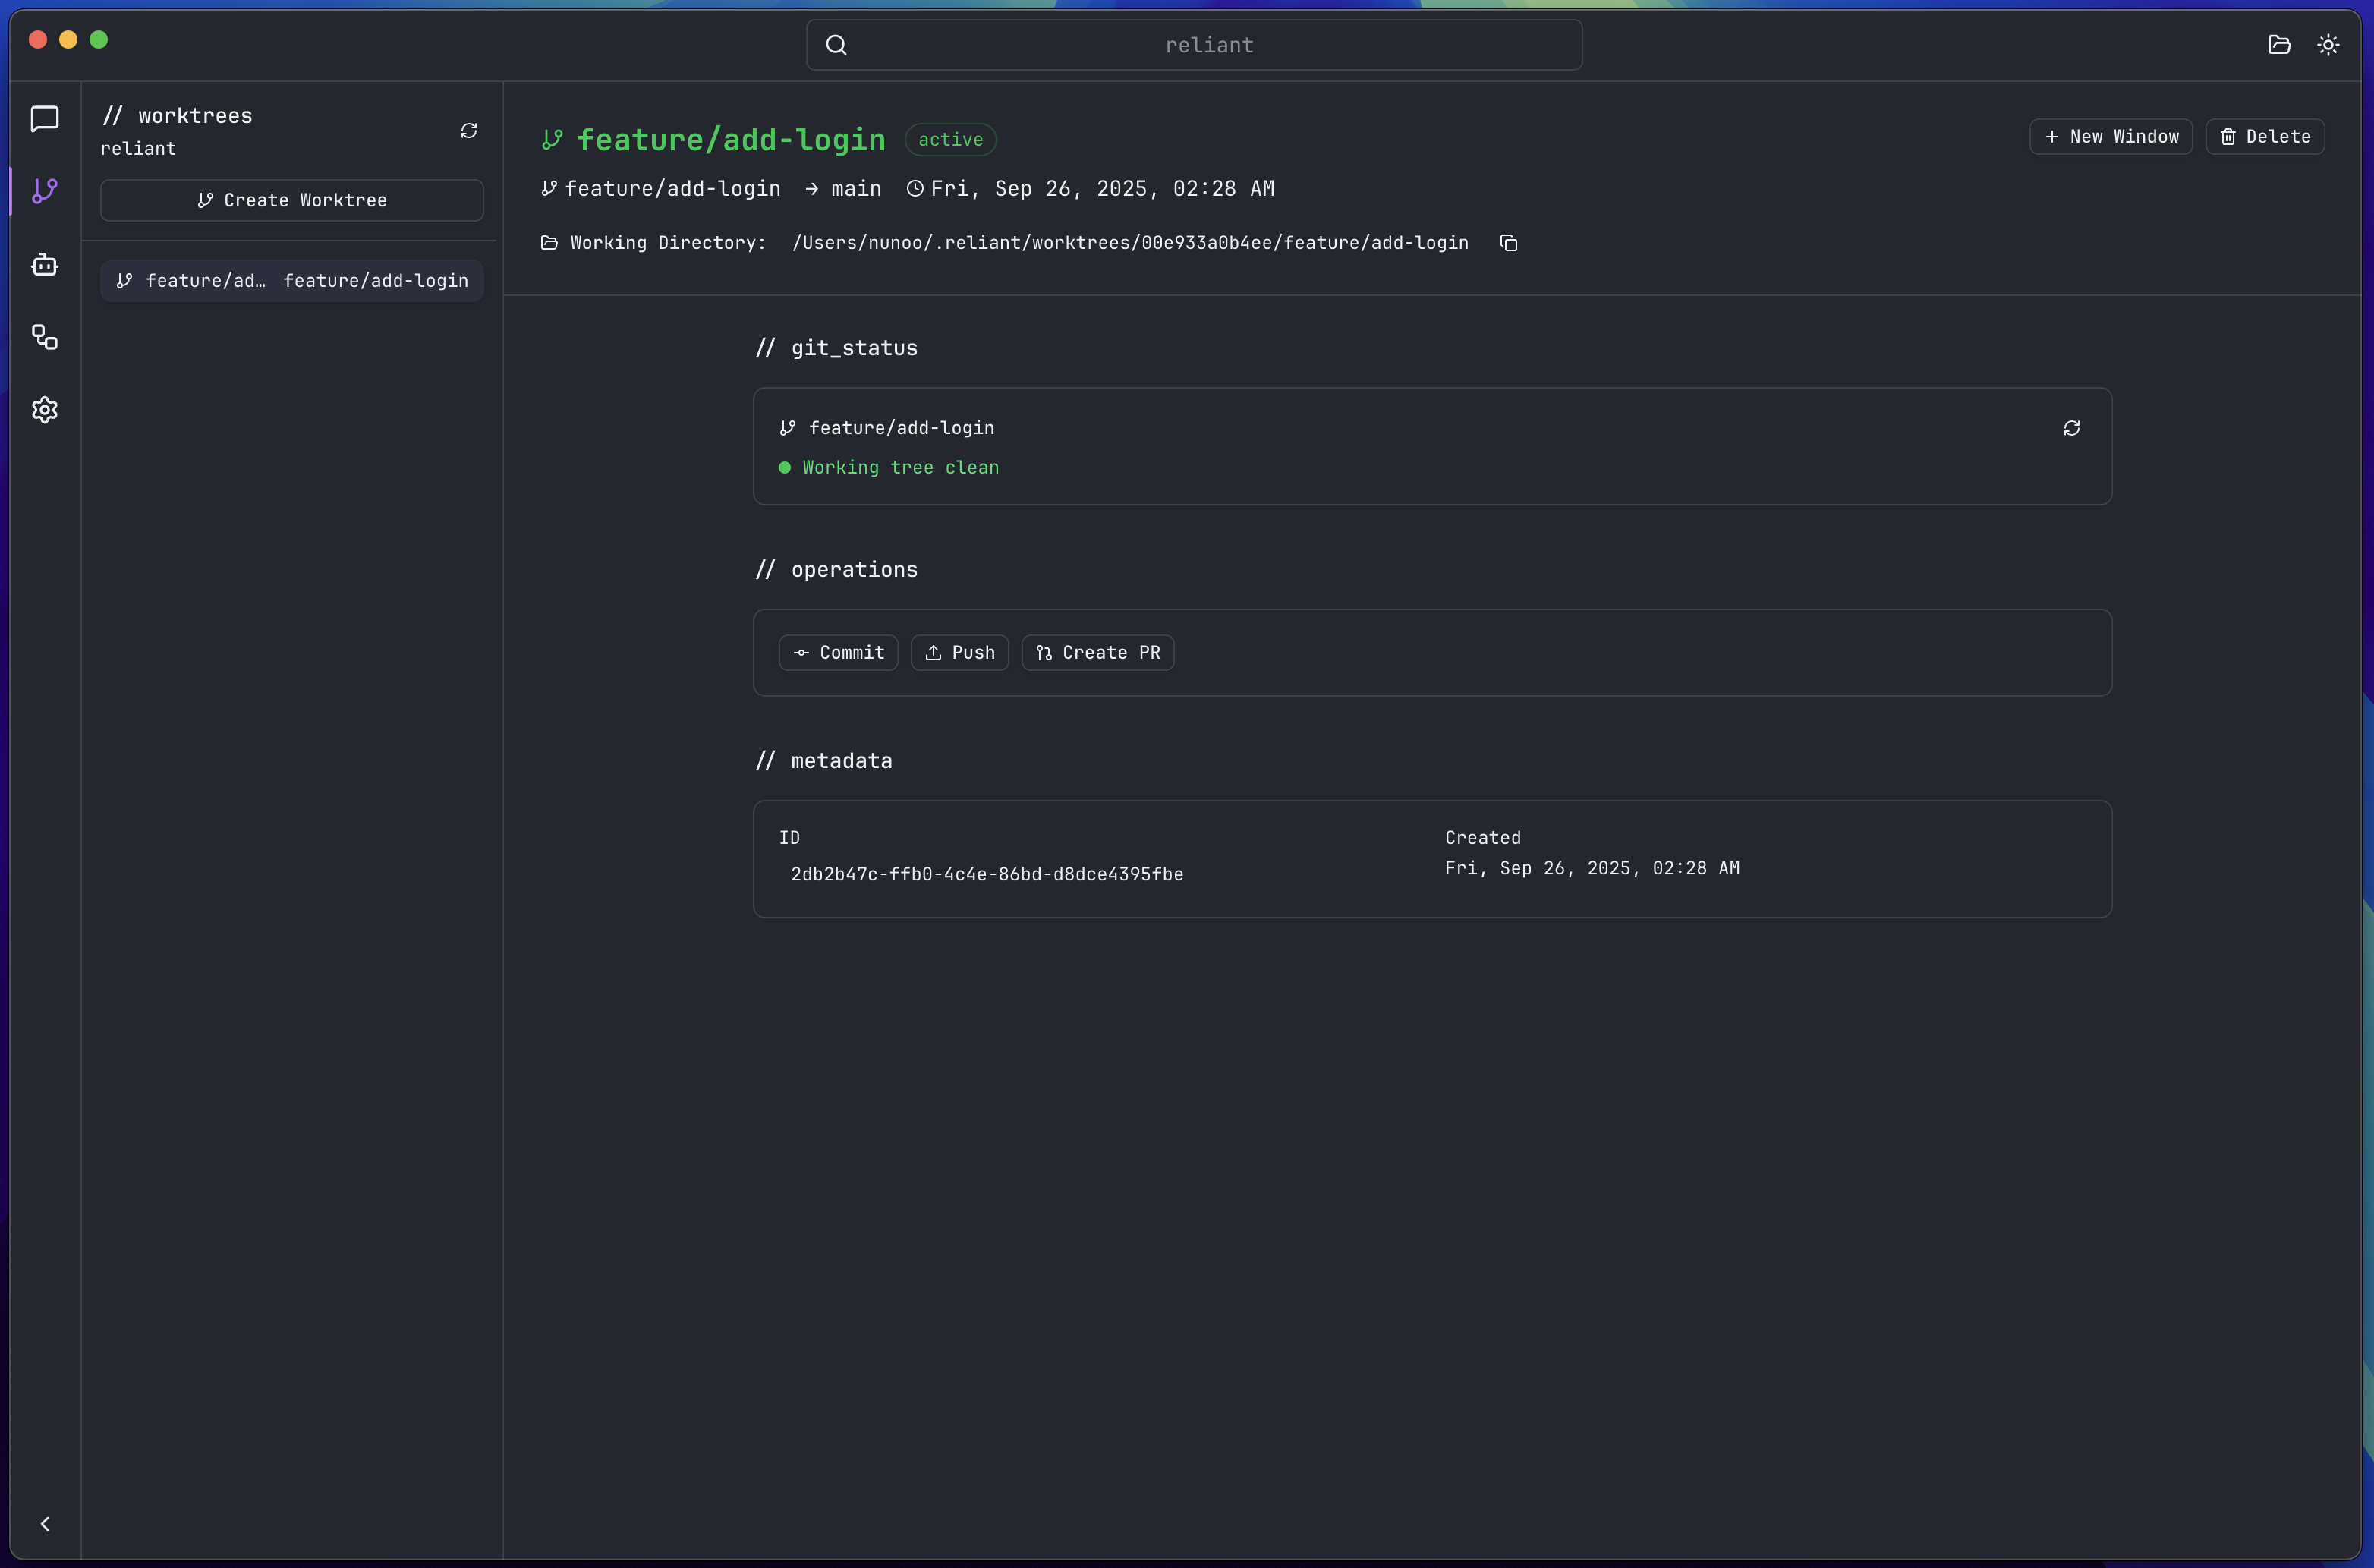 reliant
// worktrees
reliant
Create Worktree
feature/ad… feature/add-login
feature/add-login active
New Window Delete
feature/add-login → main Fri, Sep 26, 2025, 02:28 AM
Working Directory: /Users/nunoo/.reliant/worktrees/00e933a0b4ee/feature/add-login
// git_status
feature/add-login
Working tree clean
// operations
Commit Push Create PR
// metadata
ID
2db2b47c-ffb0-4c4e-86bd-d8dce4395fbe
Created
Fri, Sep 26, 2025, 02:28 AM